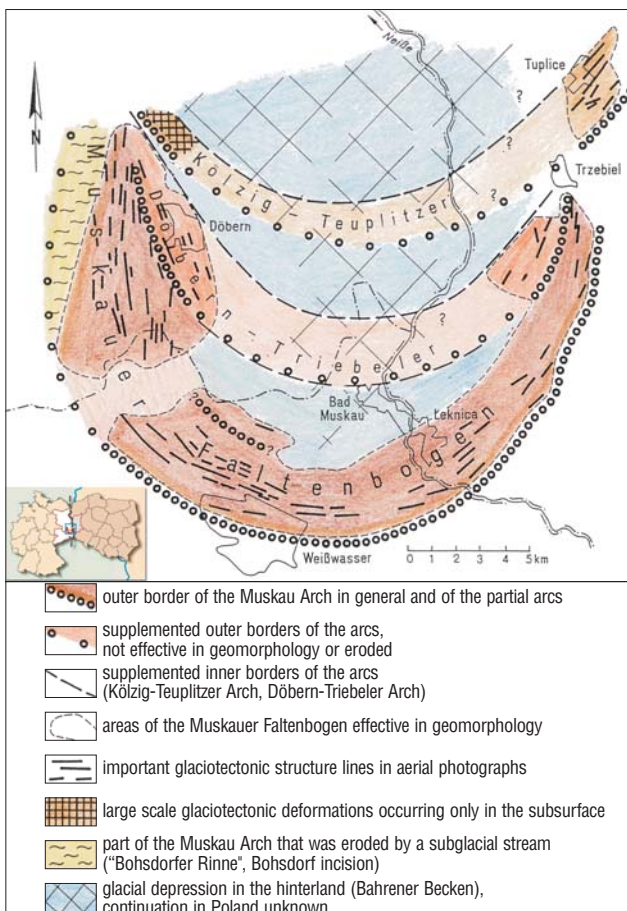 Neiße
N
Tuplice
Trzebiel
Kölzig - Teuplitzer
Döbern
Döbern - Triebeler
Muskauer
Faltenbogen
Bad
Muskau
Łeknica
Weißwasser
0 1 2 3 4 5km
?
?
?
?
?
outer border of the Muskau Arch in general and of the partial arcs
supplemented outer borders of the arcs,
not effective in geomorphology or eroded
supplemented inner borders of the arcs
(Kölzig-Teuplitzer Arch, Döbern-Triebeler Arch)
areas of the Muskauer Faltenbogen effective in geomorphology
important glaciotectonic structure lines in aerial photographs
large scale glaciotectonic deformations occurring only in the subsurface
part of the Muskau Arch that was eroded by a subglacial stream
("Bohsdorfer Rinne", Bohsdorf incision)
glacial depression in the hinterland (Bahrener Becken),
continuation in Poland unknown